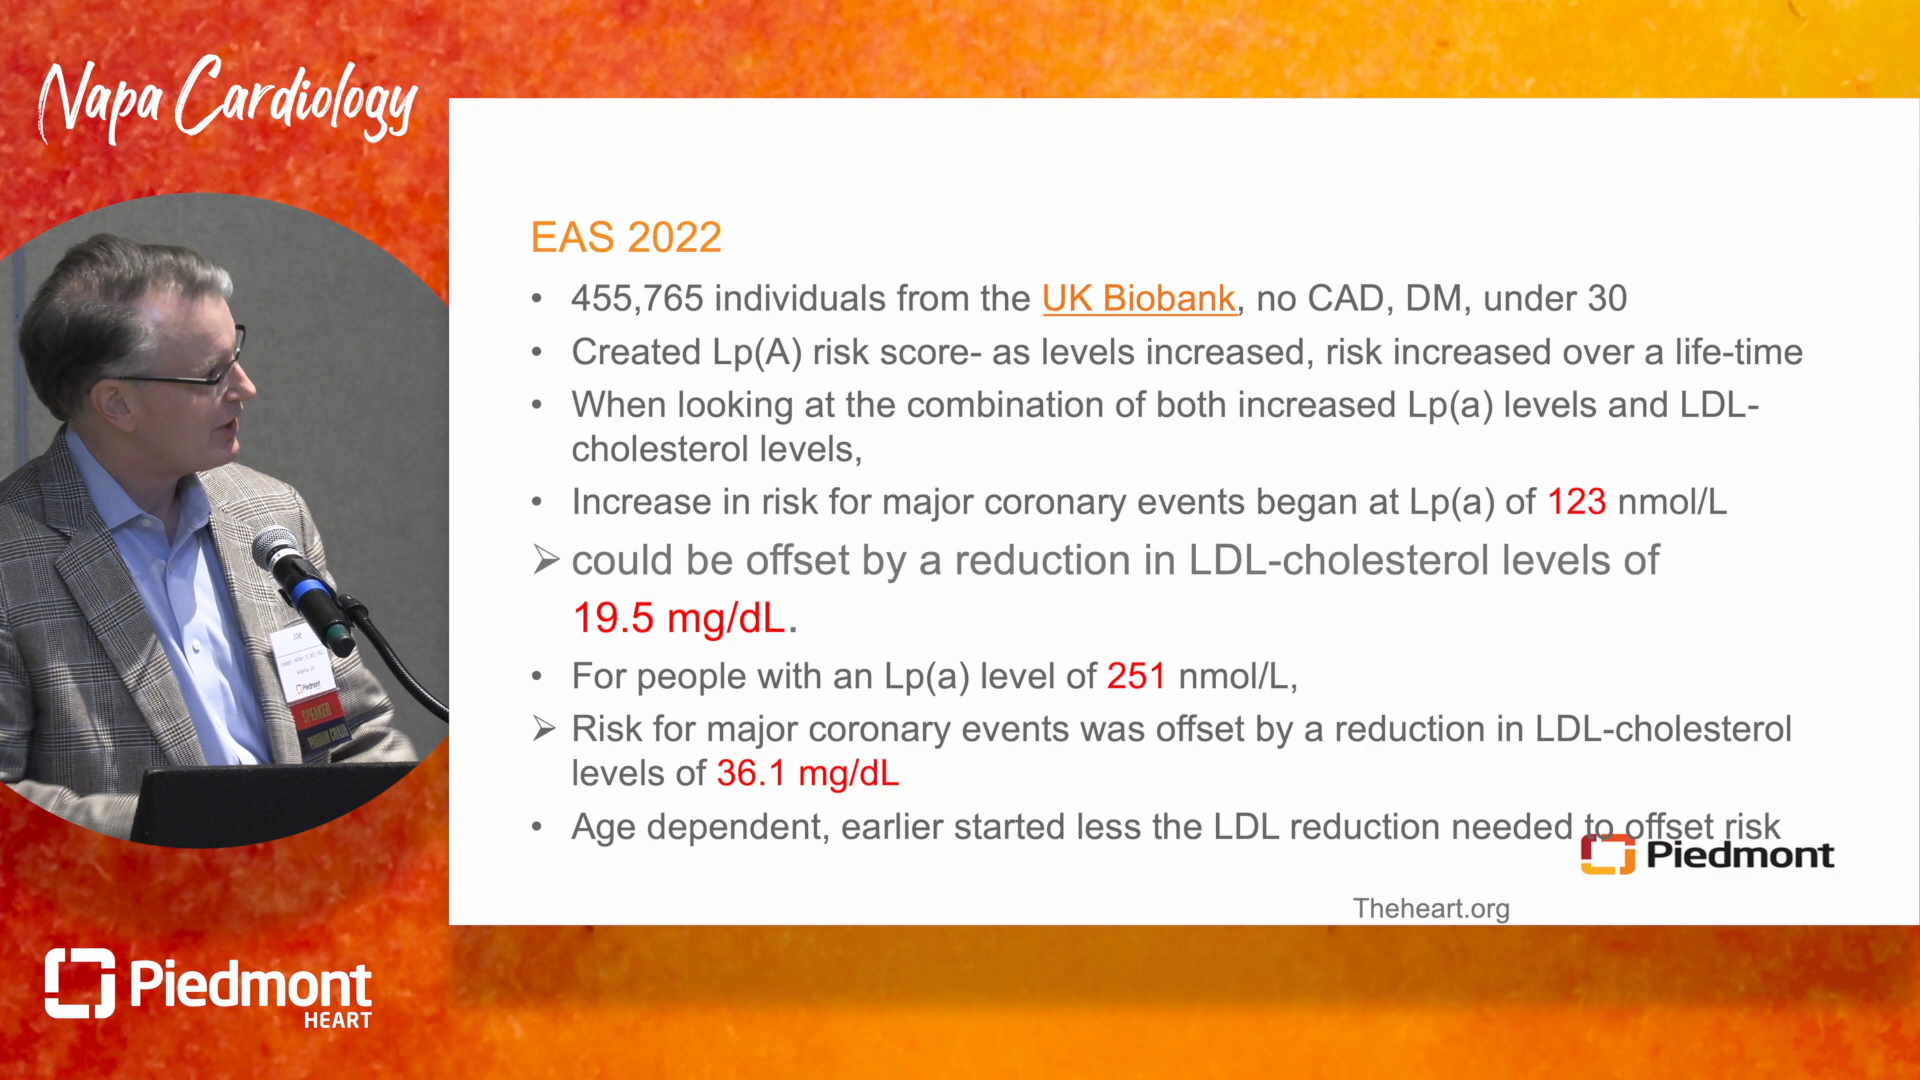 Napa Cardiology
EAS 2022
• 455,765 individuals from the UK Biobank, no CAD, DM, under 30
• Created Lp(A) risk score- as levels increased, risk increased over a life-time
• When looking at the combination of both increased Lp(a) levels and LDL-
cholesterol levels,
• Increase in risk for major coronary events began at Lp(a) of 123 nmol/L
➢ could be offset by a reduction in LDL-cholesterol levels of
19.5 mg/dL.
• For people with an Lp(a) level of 251 nmol/L,
➢ Risk for major coronary events was offset by a reduction in LDL-cholesterol
levels of 36.1 mg/dL
• Age dependent, earlier started less the LDL reduction needed to offset risk
Piedmont
Theheart.org
Joe
Piedmont
SPEAKER
PROGRAM CHAIR
Piedmont
HEART